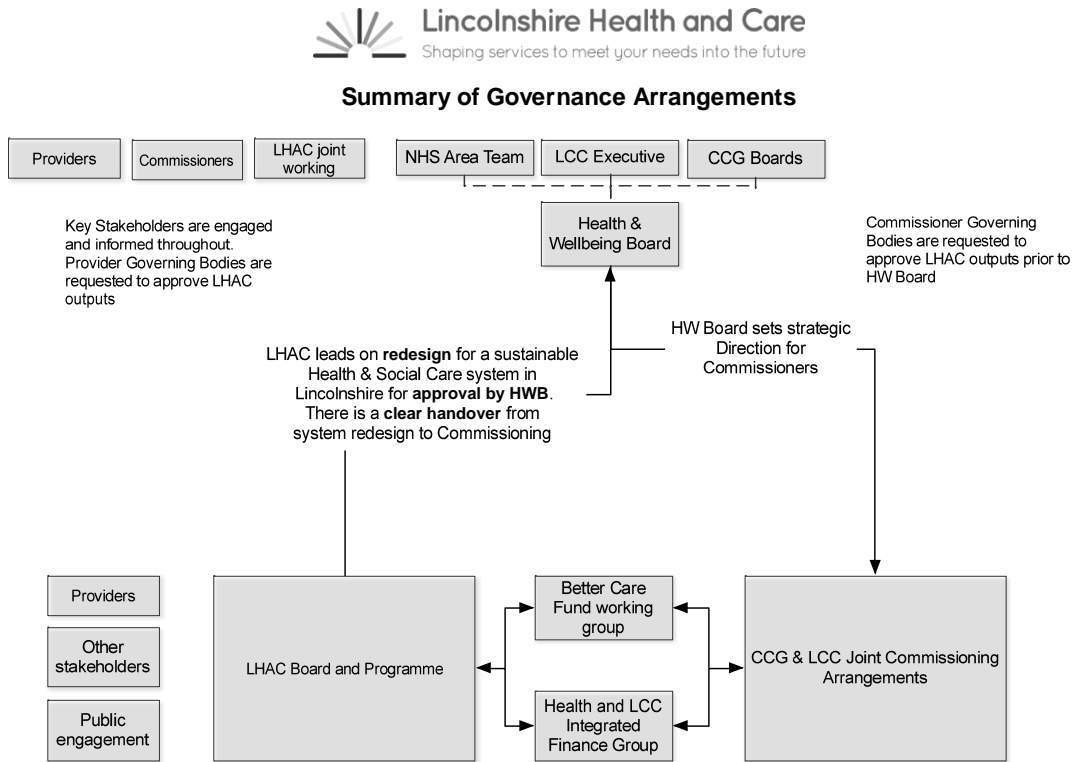 Lincolnshire Health and Care
Shaping services to meet your needs into the future
Summary of Governance Arrangements
Providers
Commissioners
LHAC joint
working
NHS Area Team
LCC Executive
CCG Boards
Health &
Wellbeing Board
Key Stakeholders are engaged
and informed throughout.
Provider Governing Bodies are
requested to approve LHAC
outputs
Commissioner Governing
Bodies are requested to
approve LHAC outputs prior to
HW Board
HW Board sets strategic
Direction for
Commissioners
LHAC leads on redesign for a sustainable
Health & Social Care system in
Lincolnshire for approval by HWB.
There is a clear handover from
system redesign to Commissioning
Providers
Other
stakeholders
Public
engagement
LHAC Board and Programme
Better Care
Fund working
group
Health and LCC
Integrated
Finance Group
CCG & LCC Joint Commissioning
Arrangements